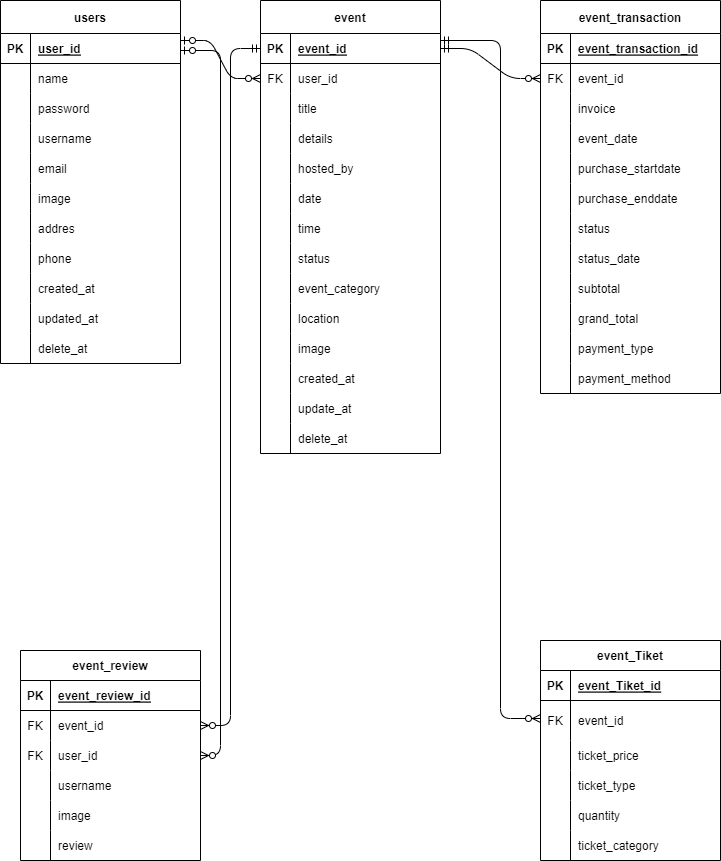 users
PK user_id
name
password
username
email
image
addres
phone
created_at
updated_at
delete_at
event
PK event_id
FK user_id
title
details
hosted_by
date
time
status
event_category
location
image
created_at
update_at
delete_at
event_transaction
PK event_transaction_id
FK event_id
invoice
event_date
purchase_startdate
purchase_enddate
status
status_date
subtotal
grand_total
payment_type
payment_method
event_review
PK event_review_id
FK event_id
FK user_id
username
image
review
event_Tiket
PK event_Tiket_id
FK event_id
ticket_price
ticket_type
quantity
ticket_category